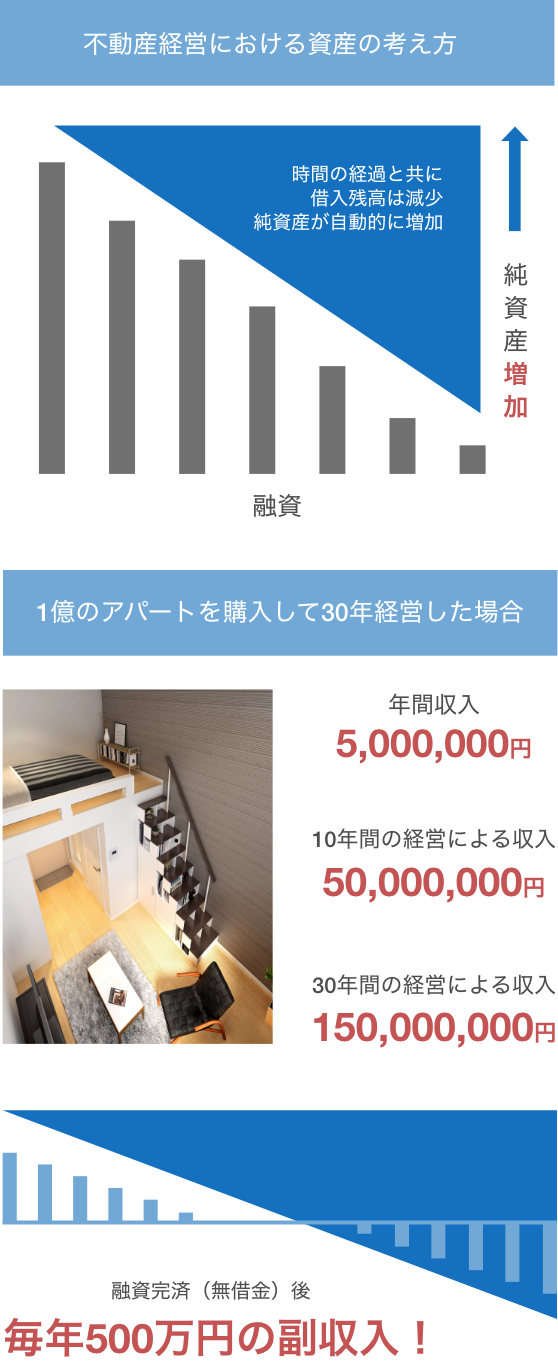 不動産経営における資産の考え方
時間の経過と共に
借入残高は減少
純資産が自動的に増加
純資産増加
融資
1億のアパートを購入して30年経営した場合
年間収入
5,000,000円
10年間の経営による収入
50,000,000円
30年間の経営による収入
150,000,000円
融資完済（無借金）後
毎年500万円の副収入！